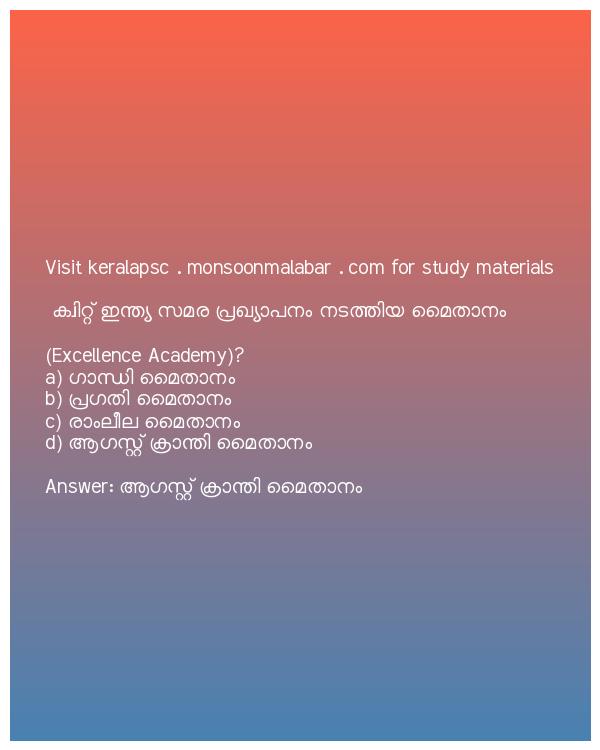 Visit keralapsc . monsoonmalabar . com for study materials
ക്വിറ്റ് ഇന്ത്യ സമര പ്രഖ്യാപനം നടത്തിയ മൈതാനം
(Excellence Academy)?
a) ഗാന്ധി മൈതാനം
b) പ്രഗതി മൈതാനം
c) രാംലീല മൈതാനം
d) ആഗസ്റ്റ് ക്രാന്തി മൈതാനം
Answer: ആഗസ്റ്റ് ക്രാന്തി മൈതാനം